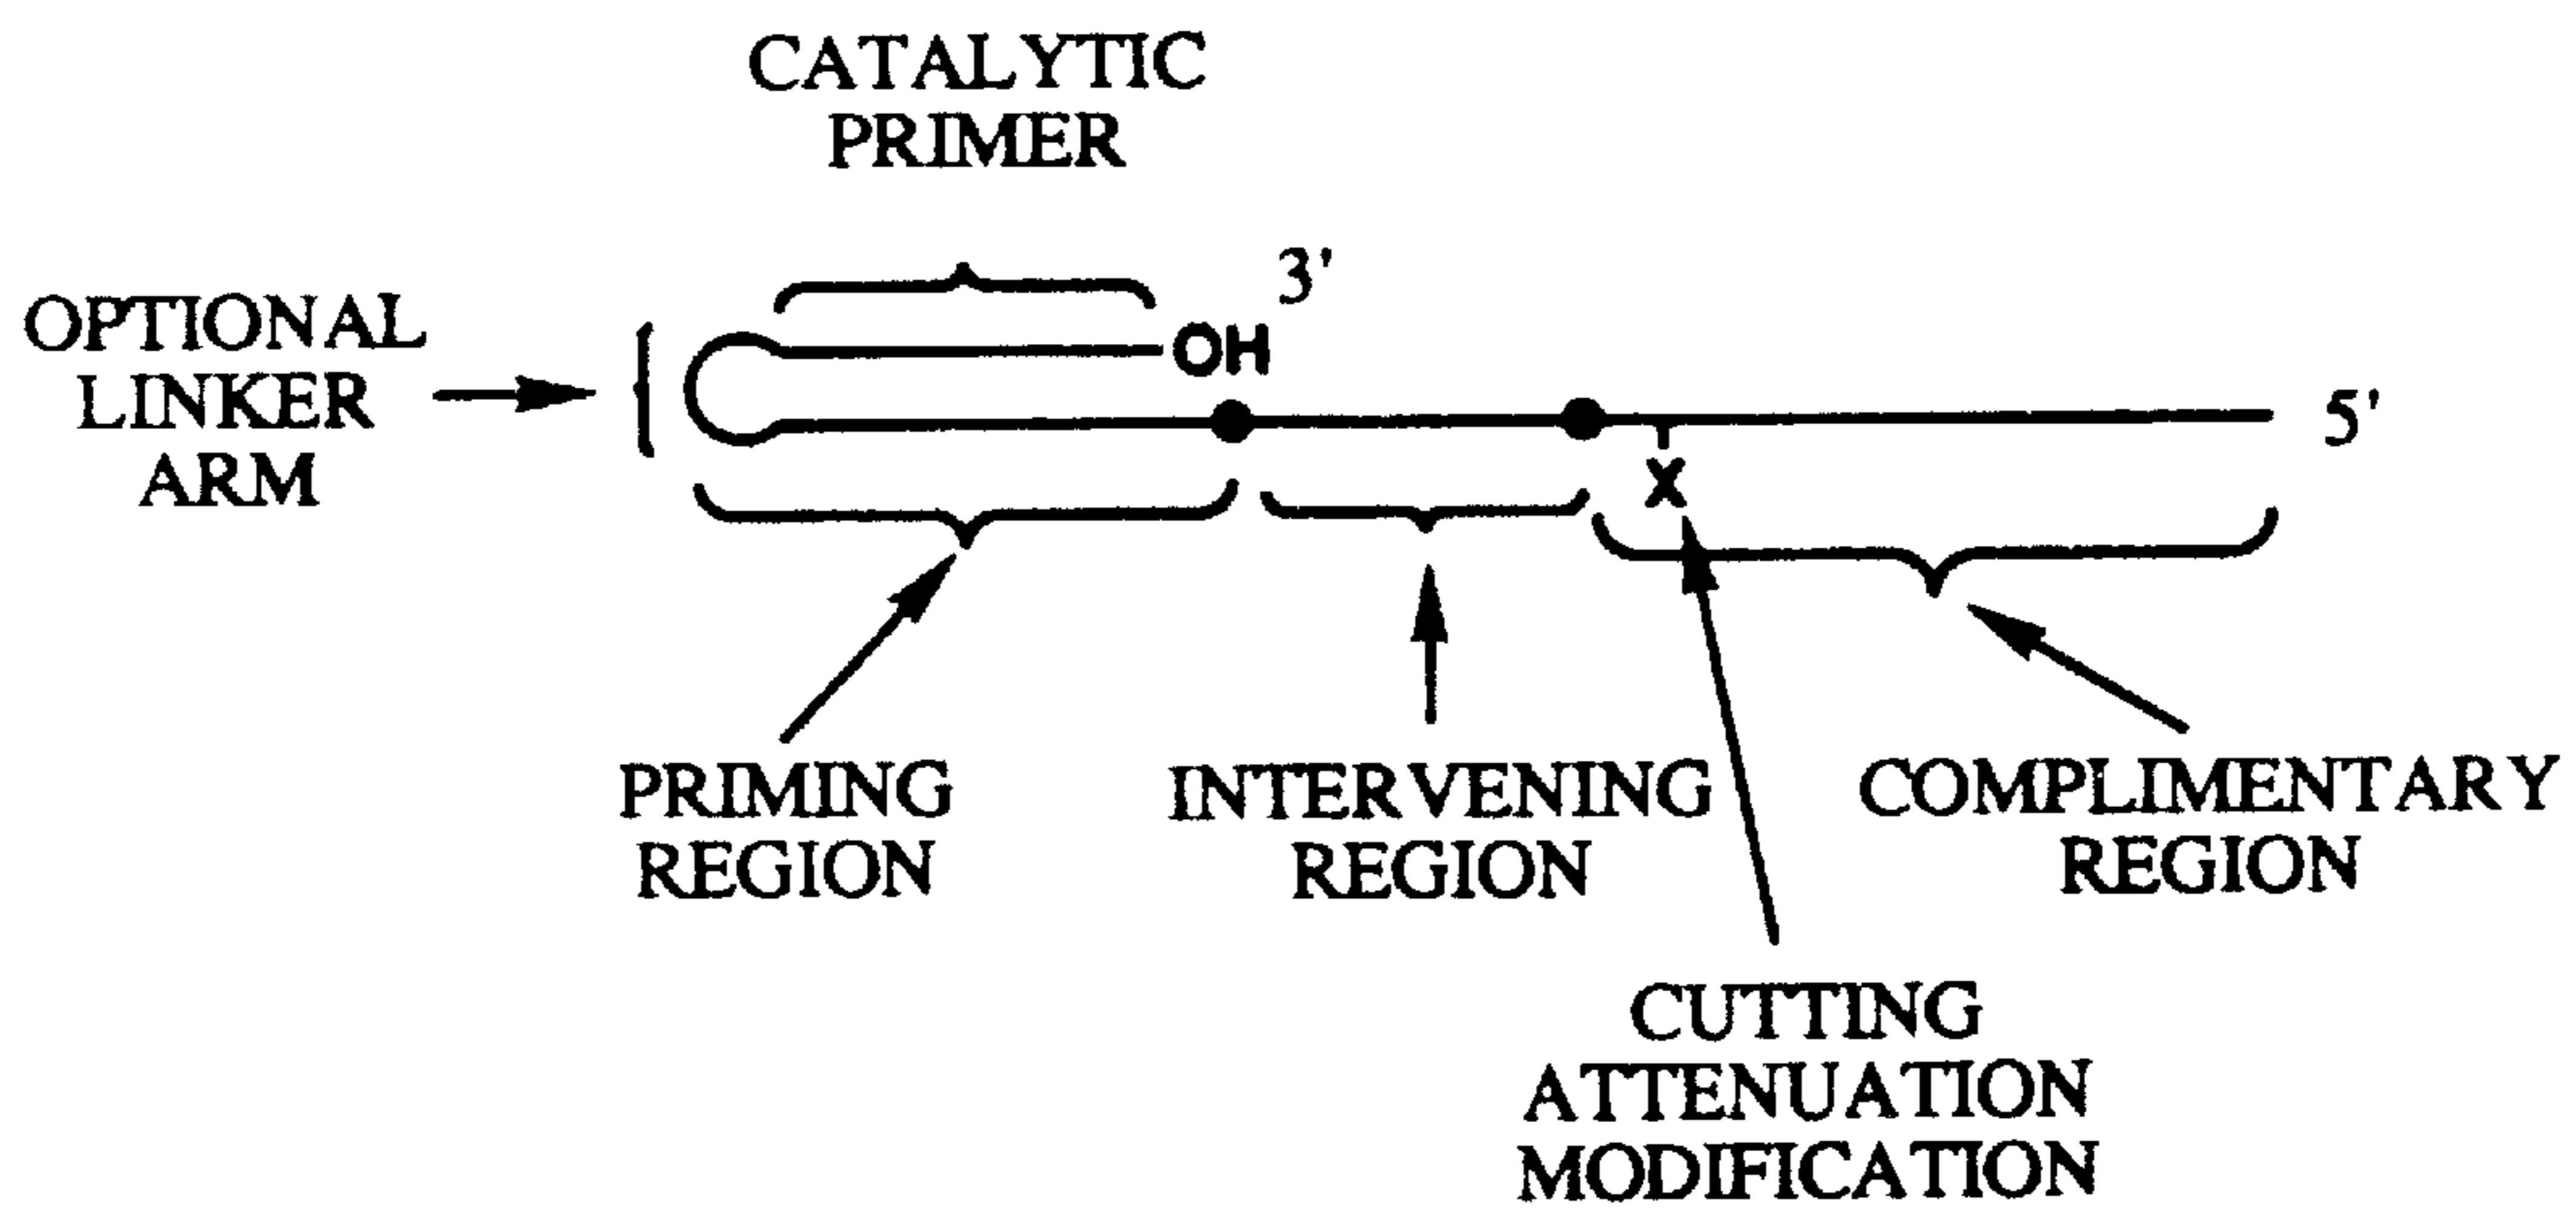 CATALYTIC
PRIMER
3'
OPTIONAL
LINKER
ARM
OH
5'
X
PRIMING
REGION
INTERVENING
REGION
COMPLIMENTARY
REGION
CUTTING
ATTENUATION
MODIFICATION